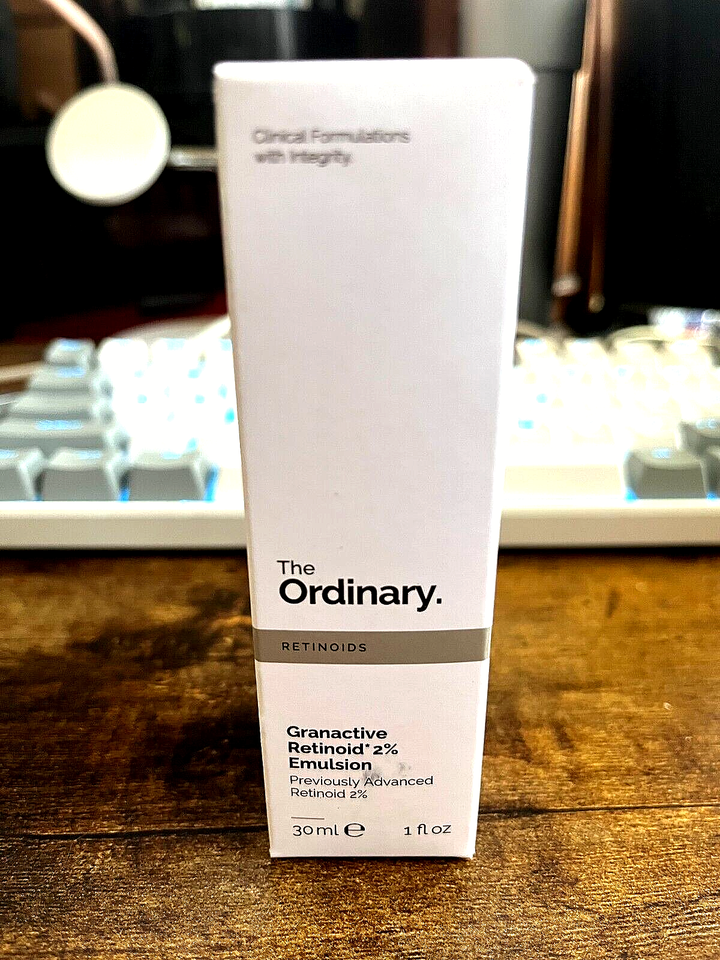 Clinical Formulations
with Integrity.
The
Ordinary.
RETINOIDS
Granactive
Retinoid* 2%
Emulsion
Previously Advanced
Retinoid 2%
30 ml ℮ 1 fl oz